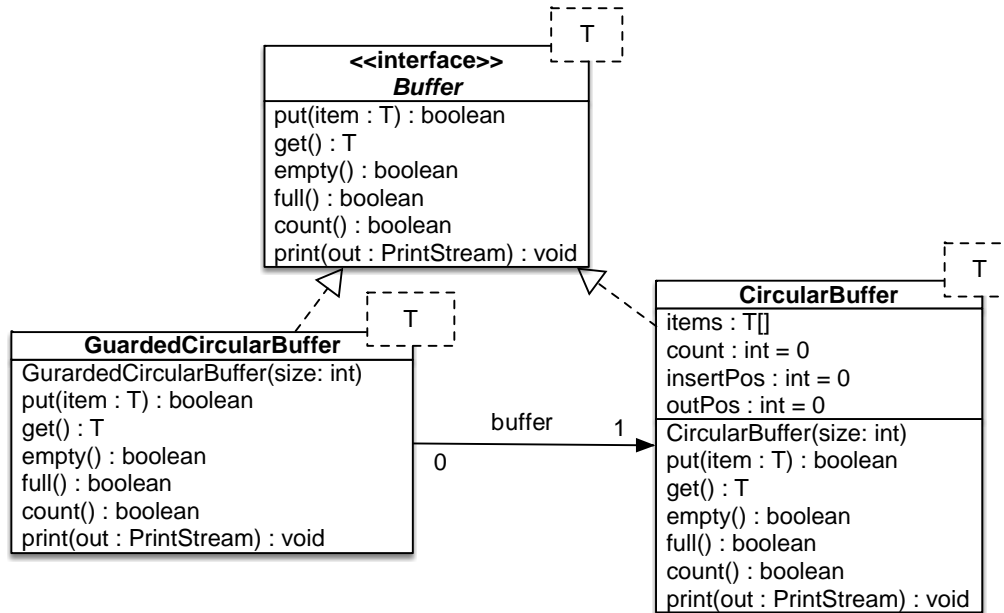 T
<<interface>>
Buffer
put(item : T) : boolean
get() : T
empty() : boolean
full() : boolean
count() : boolean
print(out : PrintStream) : void
T
GuardedCircularBuffer
GurardedCircularBuffer(size: int)
put(item : T) : boolean
get() : T
empty() : boolean
full() : boolean
count() : boolean
print(out : PrintStream) : void
buffer
0
1
T
CircularBuffer
items : T[]
count : int = 0
insertPos : int = 0
outPos : int = 0
CircularBuffer(size: int)
put(item : T) : boolean
get() : T
empty() : boolean
full() : boolean
count() : boolean
print(out : PrintStream) : void